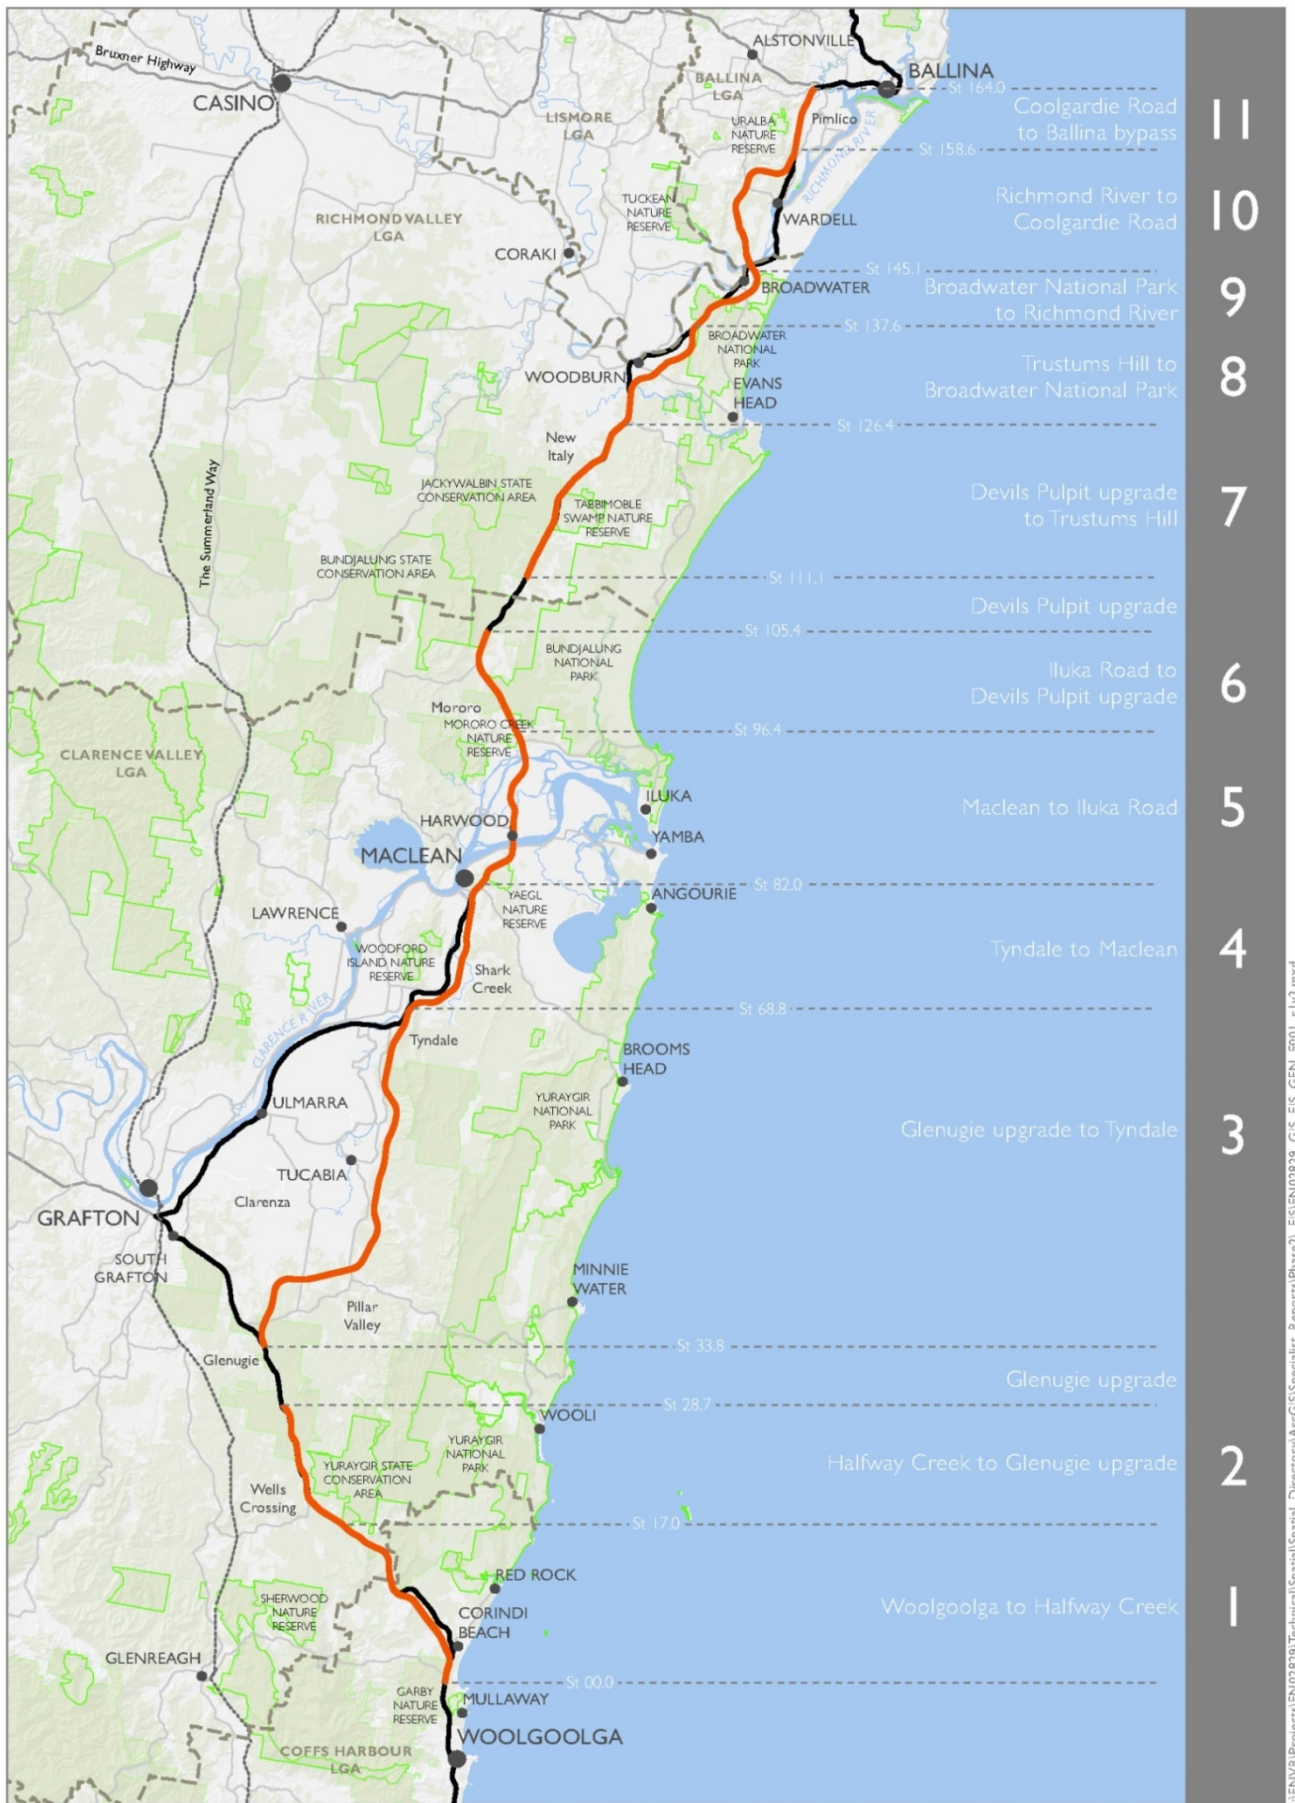 ALSTONVILLE
Bruxner Highway
BALLINA
BALLINA
LGA
St 164.0
CASINO
Coolgardie Road
to Ballina bypass
11
LISMORE
LGA
URALBA
NATURE
RESERVE
Pimlico
RICHMOND RIVER
St 158.6
TUCKEAN
NATURE
RESERVE
Richmond River to
Coolgardie Road
10
RICHMOND VALLEY
LGA
WARDELL
CORAKI
St 145.1
BROADWATER
Broadwater National Park
to Richmond River
9
St 137.6
BROADWATER
NATIONAL
PARK
WOODBURN
Trustums Hill to
Broadwater National Park
8
EVANS
HEAD
St 126.4
New
Italy
The Summerland Way
JACKYWALBIN STATE
CONSERVATION AREA
TABBIMOBLE
SWAMP NATURE
RESERVE
Devils Pulpit upgrade
to Trustums Hill
7
BUNDJALUNG STATE
CONSERVATION AREA
St 111.1
Devils Pulpit upgrade
St 105.4
BUNDJALUNG
NATIONAL
PARK
Iluka Road to
Devils Pulpit upgrade
6
Mororo
MORORO CREEK
NATURE
RESERVE
St 96.4
CLARENCE VALLEY
LGA
ILUKA
HARWOOD
Maclean to Iluka Road
5
YAMBA
MACLEAN
St 82.0
YAEGL
NATURE
RESERVE
ANGOURIE
LAWRENCE
WOODFORD
ISLAND NATURE
RESERVE
Tyndale to Maclean
4
Shark
Creek
St 68.8
CLARENCE RIVER
Tyndale
BROOMS
HEAD
ULMARRA
YURAYGIR
NATIONAL
PARK
Glenugie upgrade to Tyndale
3
TUCABIA
Clarenza
GRAFTON
SOUTH
GRAFTON
MINNIE
WATER
Pillar
Valley
St 33.8
Glenugie
Glenugie upgrade
St 28.7
WOOLI
YURAYGIR
NATIONAL
PARK
YURAYGIR STATE
CONSERVATION
AREA
Halfway Creek to Glenugie upgrade
2
Wells
Crossing
St 17.0
RED ROCK
SHERWOOD
NATURE
RESERVE
CORINDI
BEACH
Woolgoolga to Halfway Creek
1
GLENREAGH
St 00.0
GARBY
NATURE
RESERVE
MULLAWAY
WOOLGOOLGA
COFFS HARBOUR
LGA